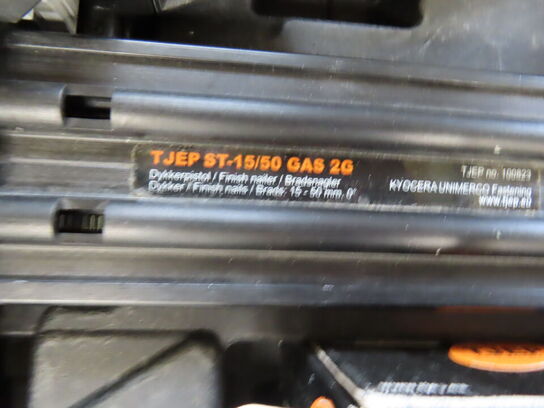 TJEP ST-15/50 GAS 2G
Dykkerpistol / Finish nailer / Bradsnagler
Dykker / Finish nails / Brads: 15 - 50 mm, 0°
TJEP no. 100823
KYOCERA UNIMERCO Fastening
www.tjep.eu